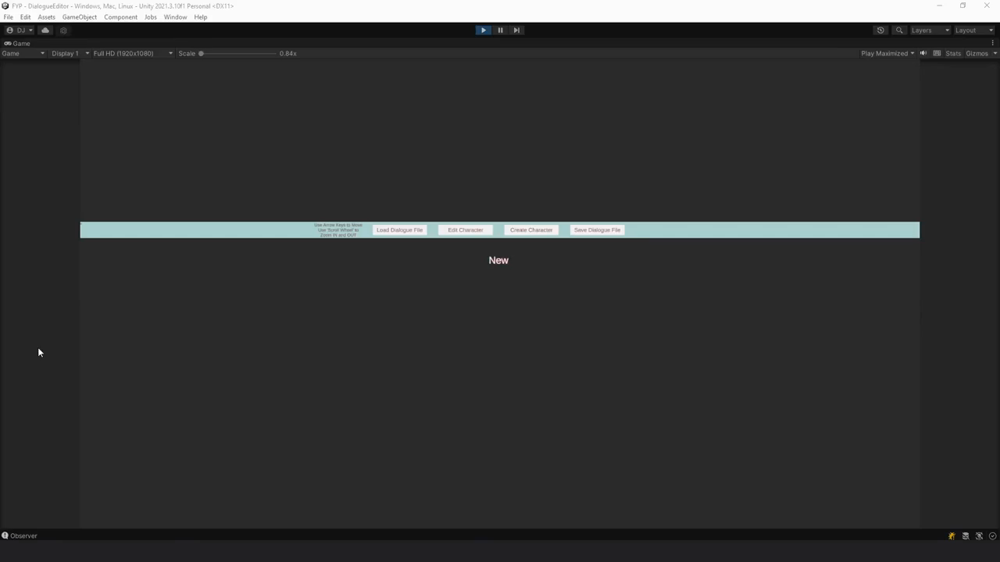 FYP - DialogueEditor - Windows, Mac, Linux - Unity 2021.3.10f1 Personal <DX11>
File Edit Assets GameObject Component Jobs Window Help
DJ Layers Layout
Game
Game Display 1 Full HD (1920x1080) Scale 0.84x Play Maximized Stats Gizmos
Use Arrow Keys to Move
Use 'Scroll Wheel' to
Zoom IN and OUT
Load Dialogue File Edit Character Create Character Save Dialogue File
New
Observer